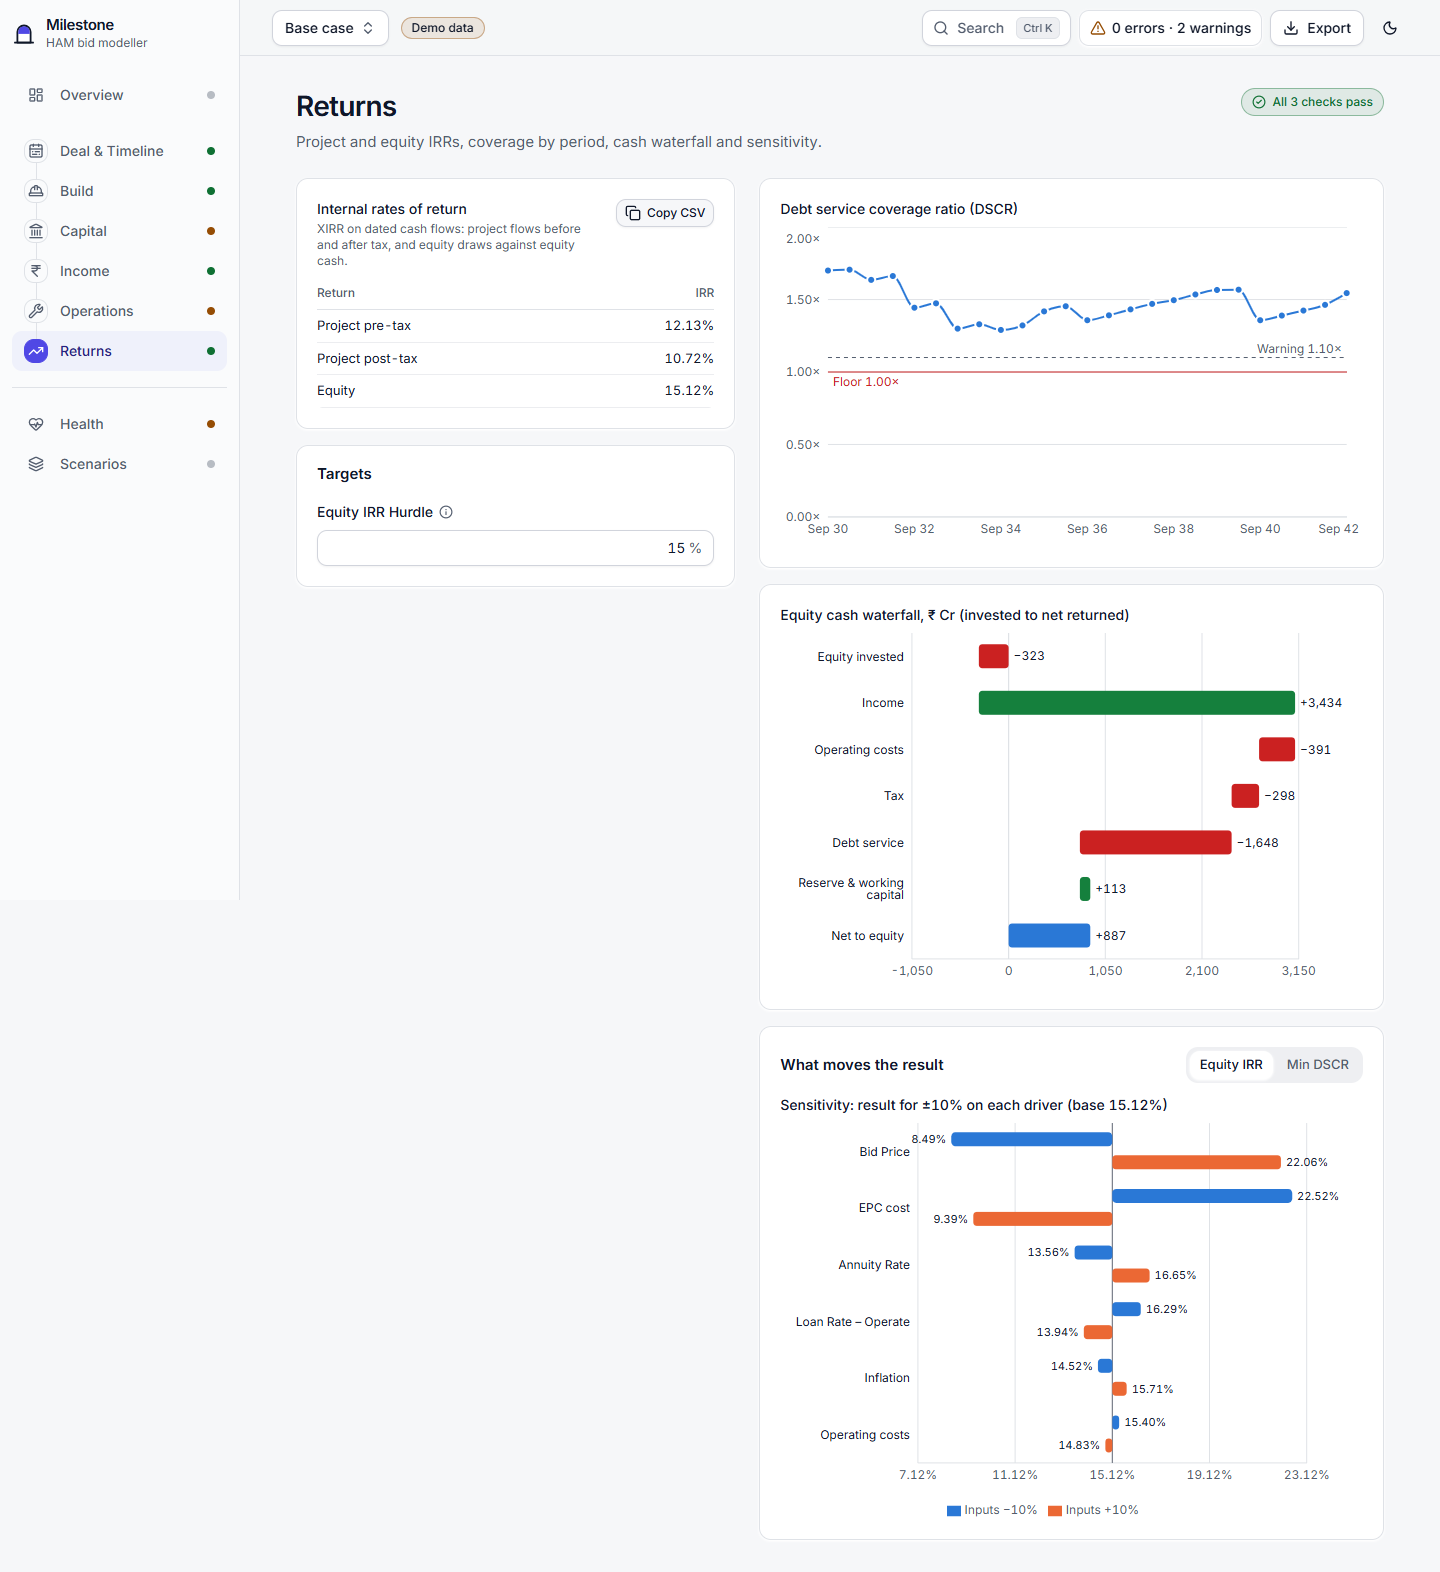 Milestone
HAM bid modeller
Overview
Deal & Timeline
Build
Capital
Income
Operations
Returns
Health
Scenarios
Base case
Demo data
Search Ctrl K
0 errors · 2 warnings
Export
Returns
Project and equity IRRs, coverage by period, cash waterfall and sensitivity.
All 3 checks pass
Internal rates of return
XIRR on dated cash flows: project flows before
and after tax, and equity draws against equity
cash.
Copy CSV
Return IRR
Project pre-tax 12.13%
Project post-tax 10.72%
Equity 15.12%
Targets
Equity IRR Hurdle
15 %
Debt service coverage ratio (DSCR)
2.00×
1.50×
Warning 1.10×
1.00×
Floor 1.00×
0.50×
0.00×
Sep 30 Sep 32 Sep 34 Sep 36 Sep 38 Sep 40 Sep 42
Equity cash waterfall, ₹ Cr (invested to net returned)
Equity invested −323
Income +3,434
Operating costs −391
Tax −298
Debt service −1,648
Reserve & working
capital
+113
Net to equity +887
-1,050 0 1,050 2,100 3,150
What moves the result
Equity IRR Min DSCR
Sensitivity: result for ±10% on each driver (base 15.12%)
8.49%
Bid Price
22.06%
22.52%
EPC cost
9.39%
13.56%
Annuity Rate
16.65%
16.29%
Loan Rate – Operate
13.94%
14.52%
Inflation
15.71%
15.40%
Operating costs
14.83%
7.12% 11.12% 15.12% 19.12% 23.12%
Inputs −10% Inputs +10%